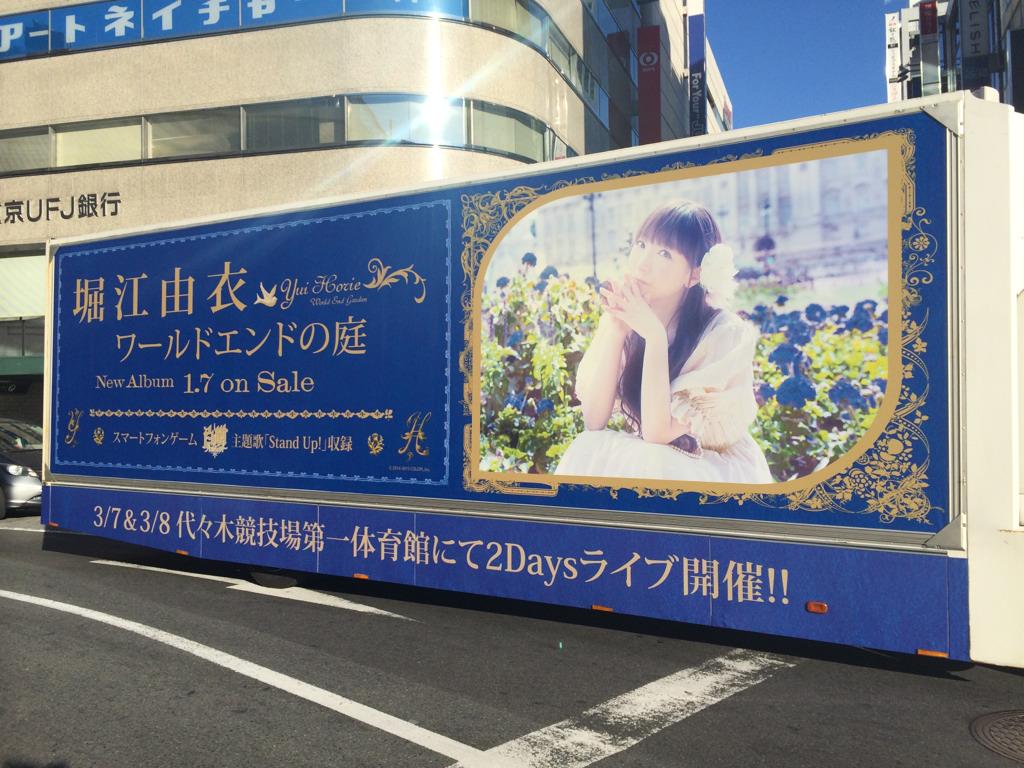 アートネイチャー
京UFJ銀行
For You
堀江由衣 Yui Horie
World End Garden
ワールドエンドの庭
New Album 1.7 on Sale
スマートフォンゲーム 主題歌「Stand Up!」収録
Y H
3/7&3/8 代々木競技場第一体育館にて2Daysライブ開催!!